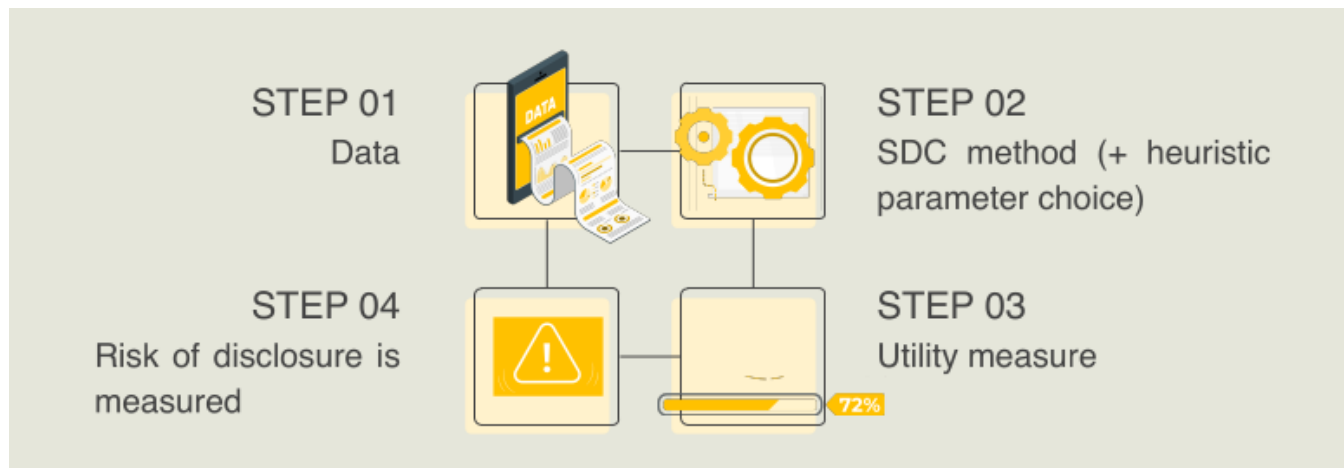 STEP 01
Data
DATA
STEP 02
SDC method (+ heuristic
parameter choice)
STEP 04
Risk of disclosure is
measured
STEP 03
Utility measure
72%